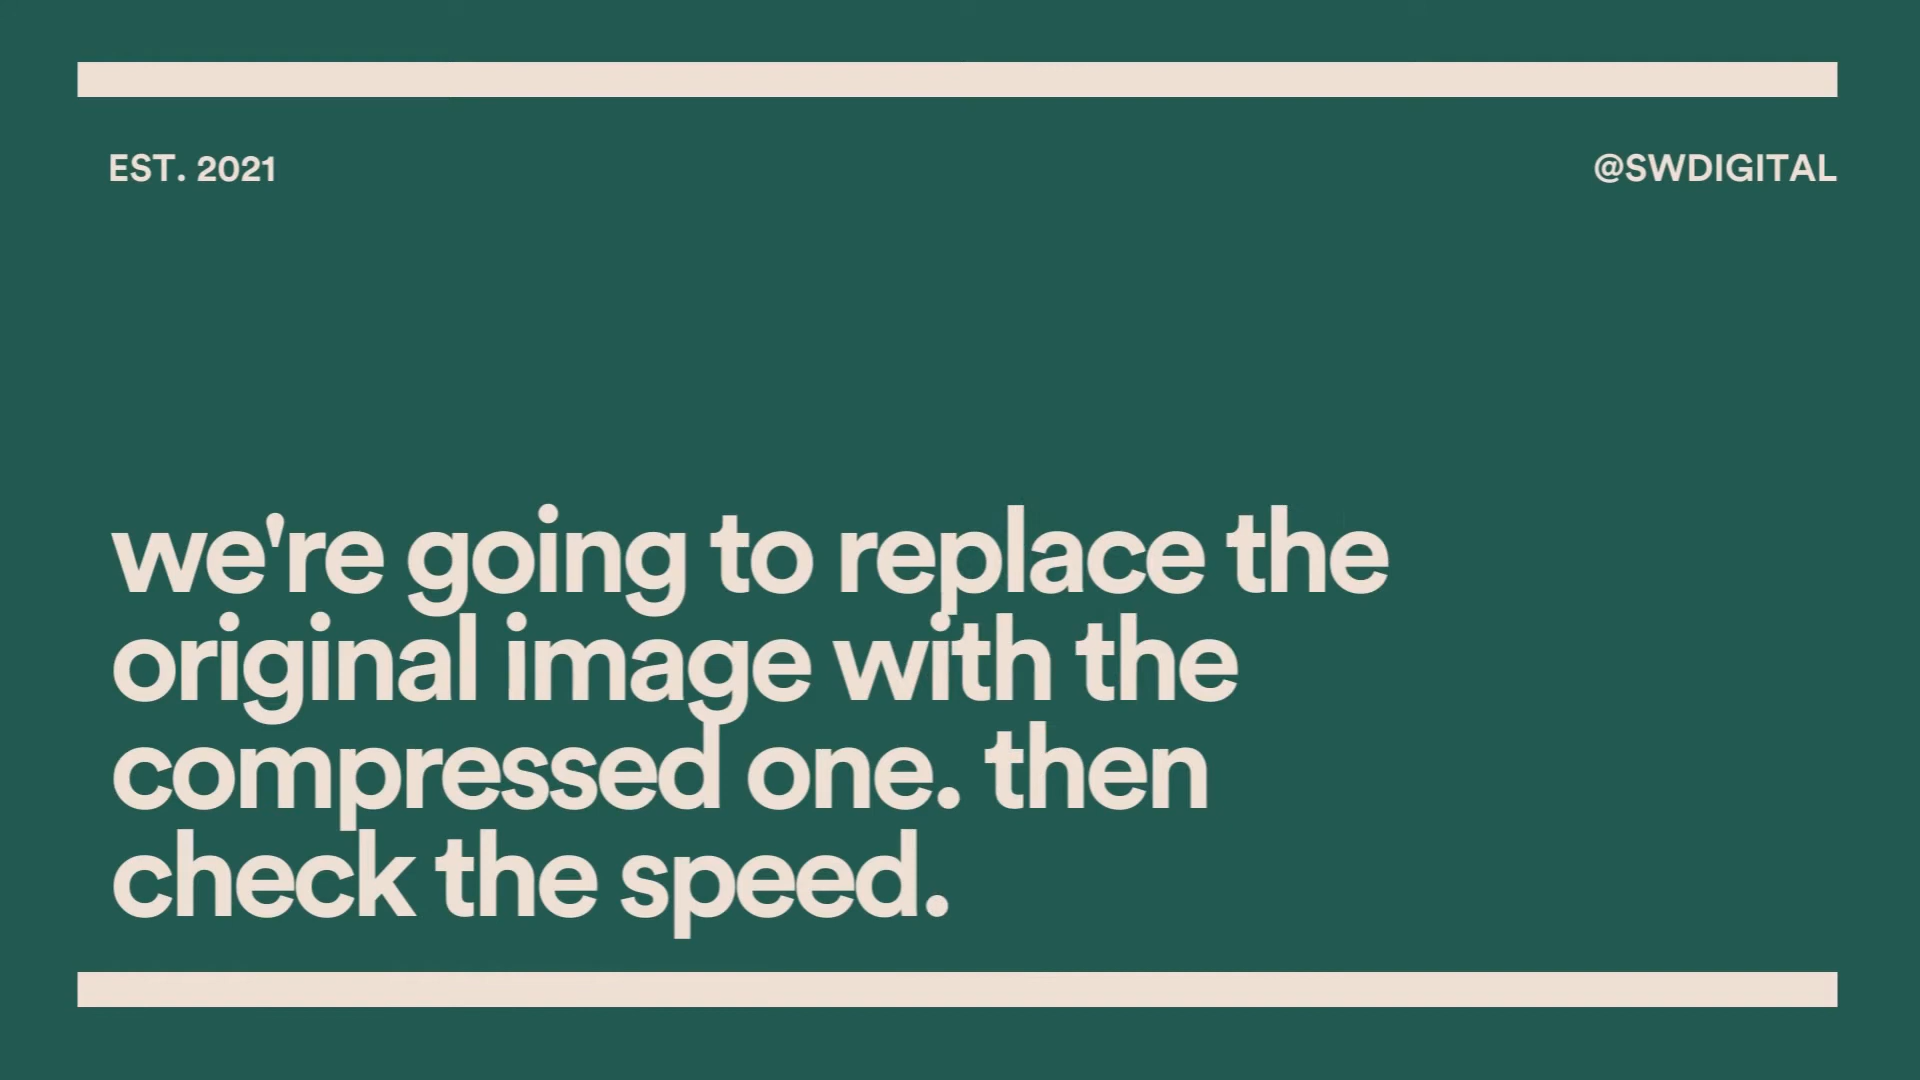 EST. 2021
@SWDIGITAL
we're going to replace the
original image with the
compressed one. then
check the speed.